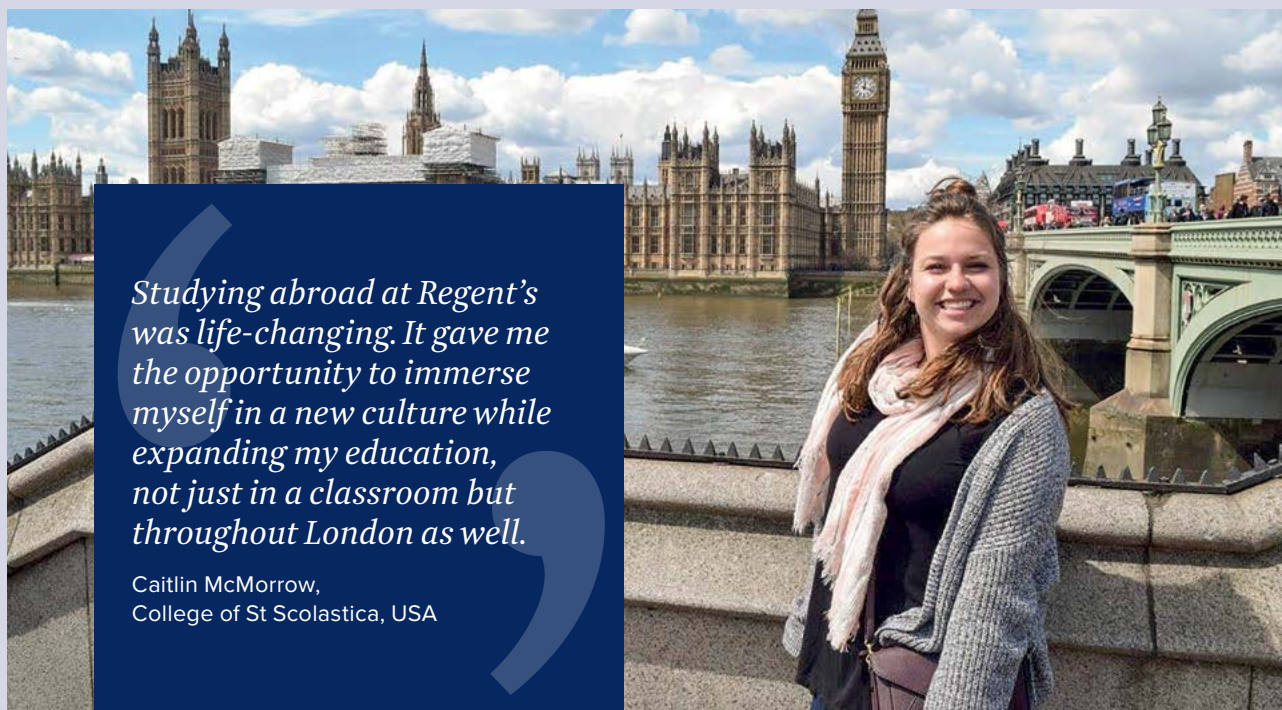 Studying abroad at Regent’s
was life-changing. It gave me
the opportunity to immerse
myself in a new culture while
expanding my education,
not just in a classroom but
throughout London as well.
Caitlin McMorrow,
College of St Scolastica, USA